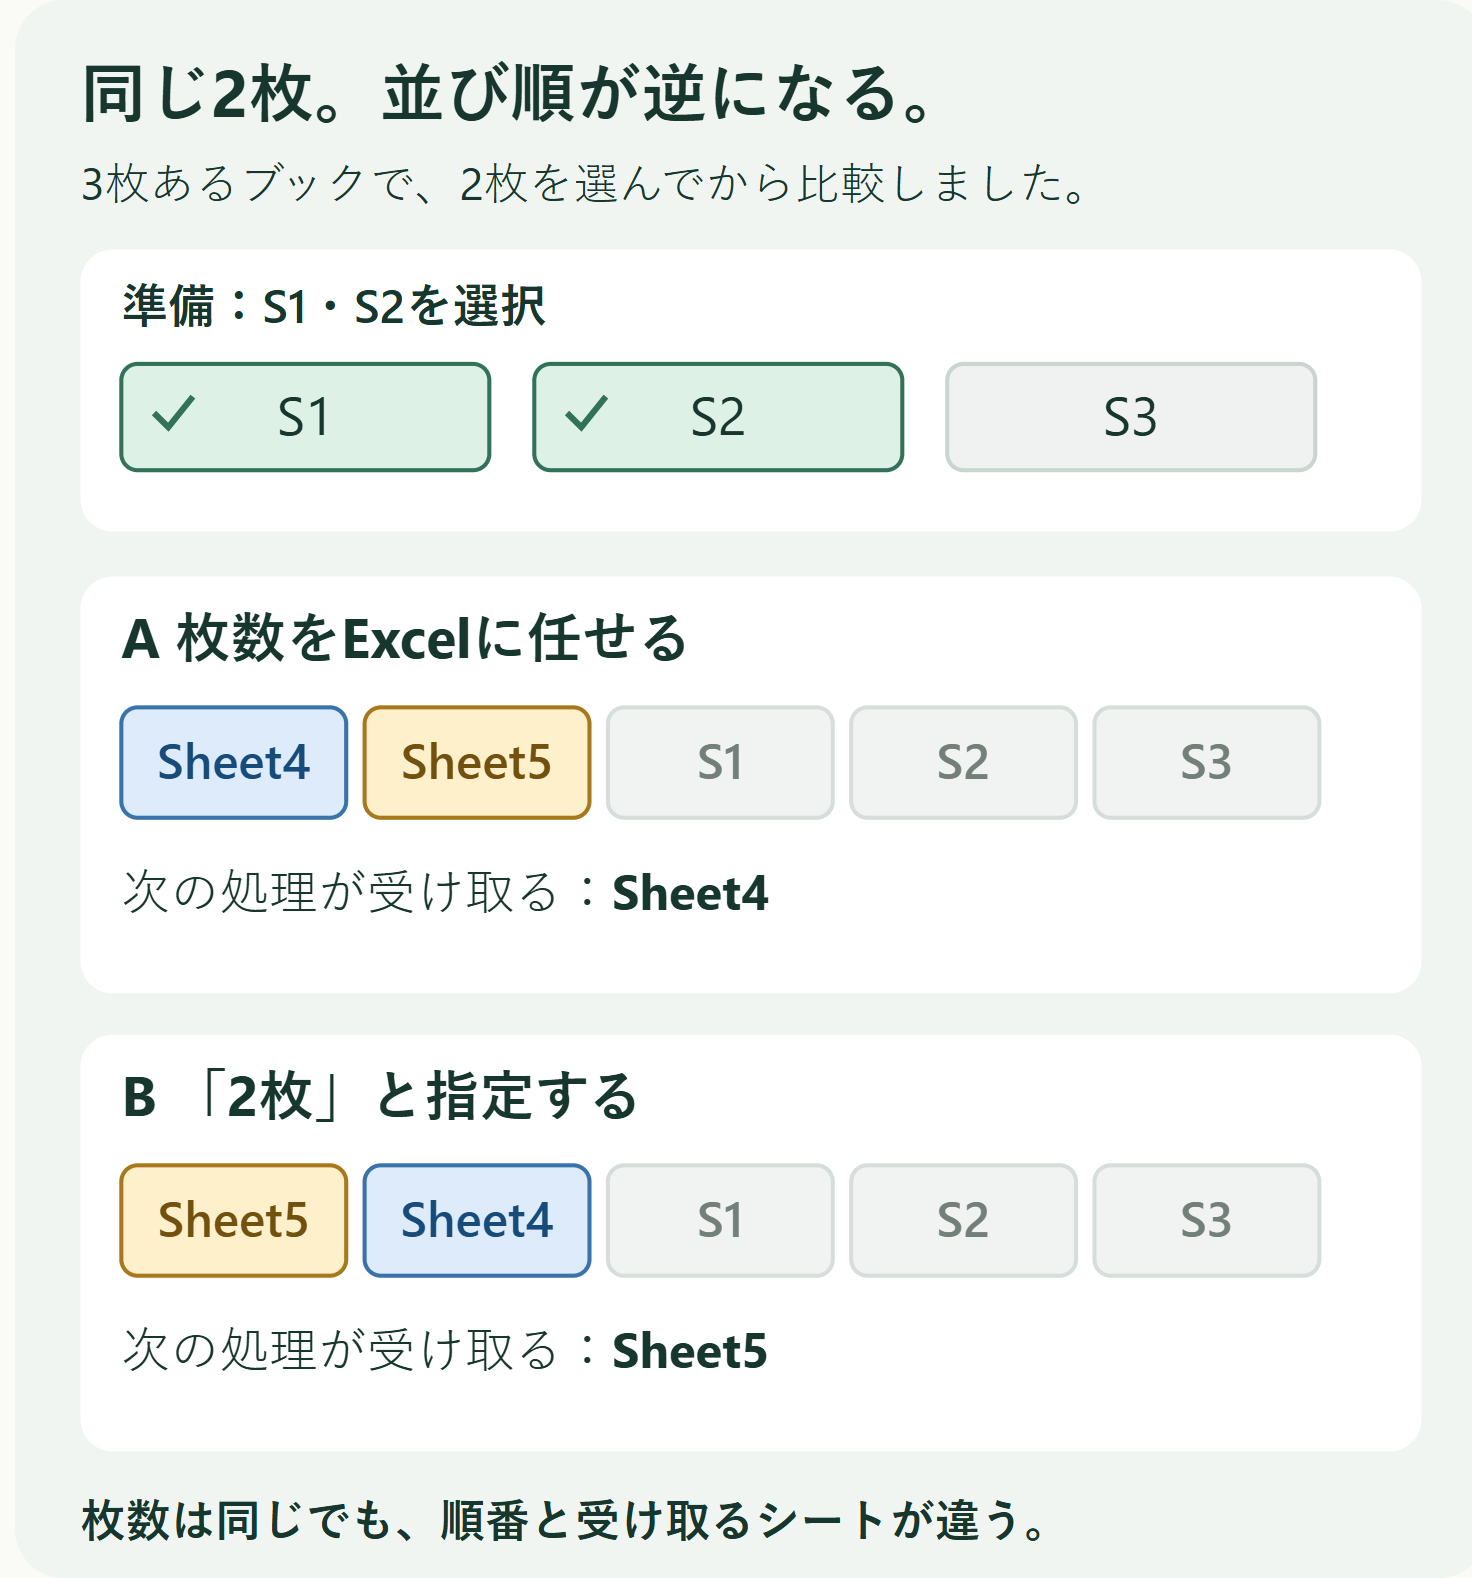 同じ2枚。並び順が逆になる。
3枚あるブックで、2枚を選んでから比較しました。
準備：S1・S2を選択
S1 S2 S3
A 枚数をExcelに任せる
Sheet4 Sheet5 S1 S2 S3
次の処理が受け取る：Sheet4
B 「2枚」と指定する
Sheet5 Sheet4 S1 S2 S3
次の処理が受け取る：Sheet5
枚数は同じでも、順番と受け取るシートが違う。